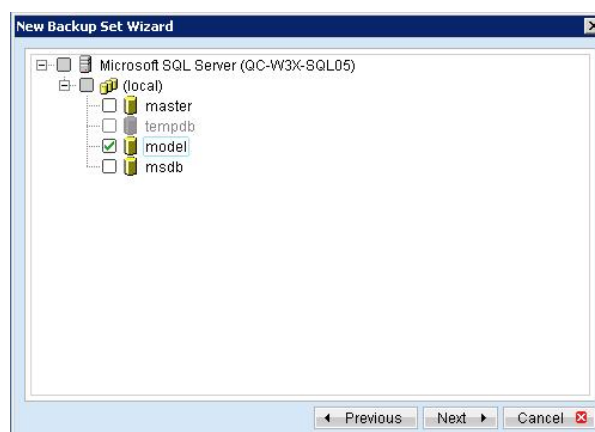 New Backup Set Wizard
Microsoft SQL Server (QC-W3X-SQL05)
(local)
master
tempdb
model
msdb
Previous Next Cancel